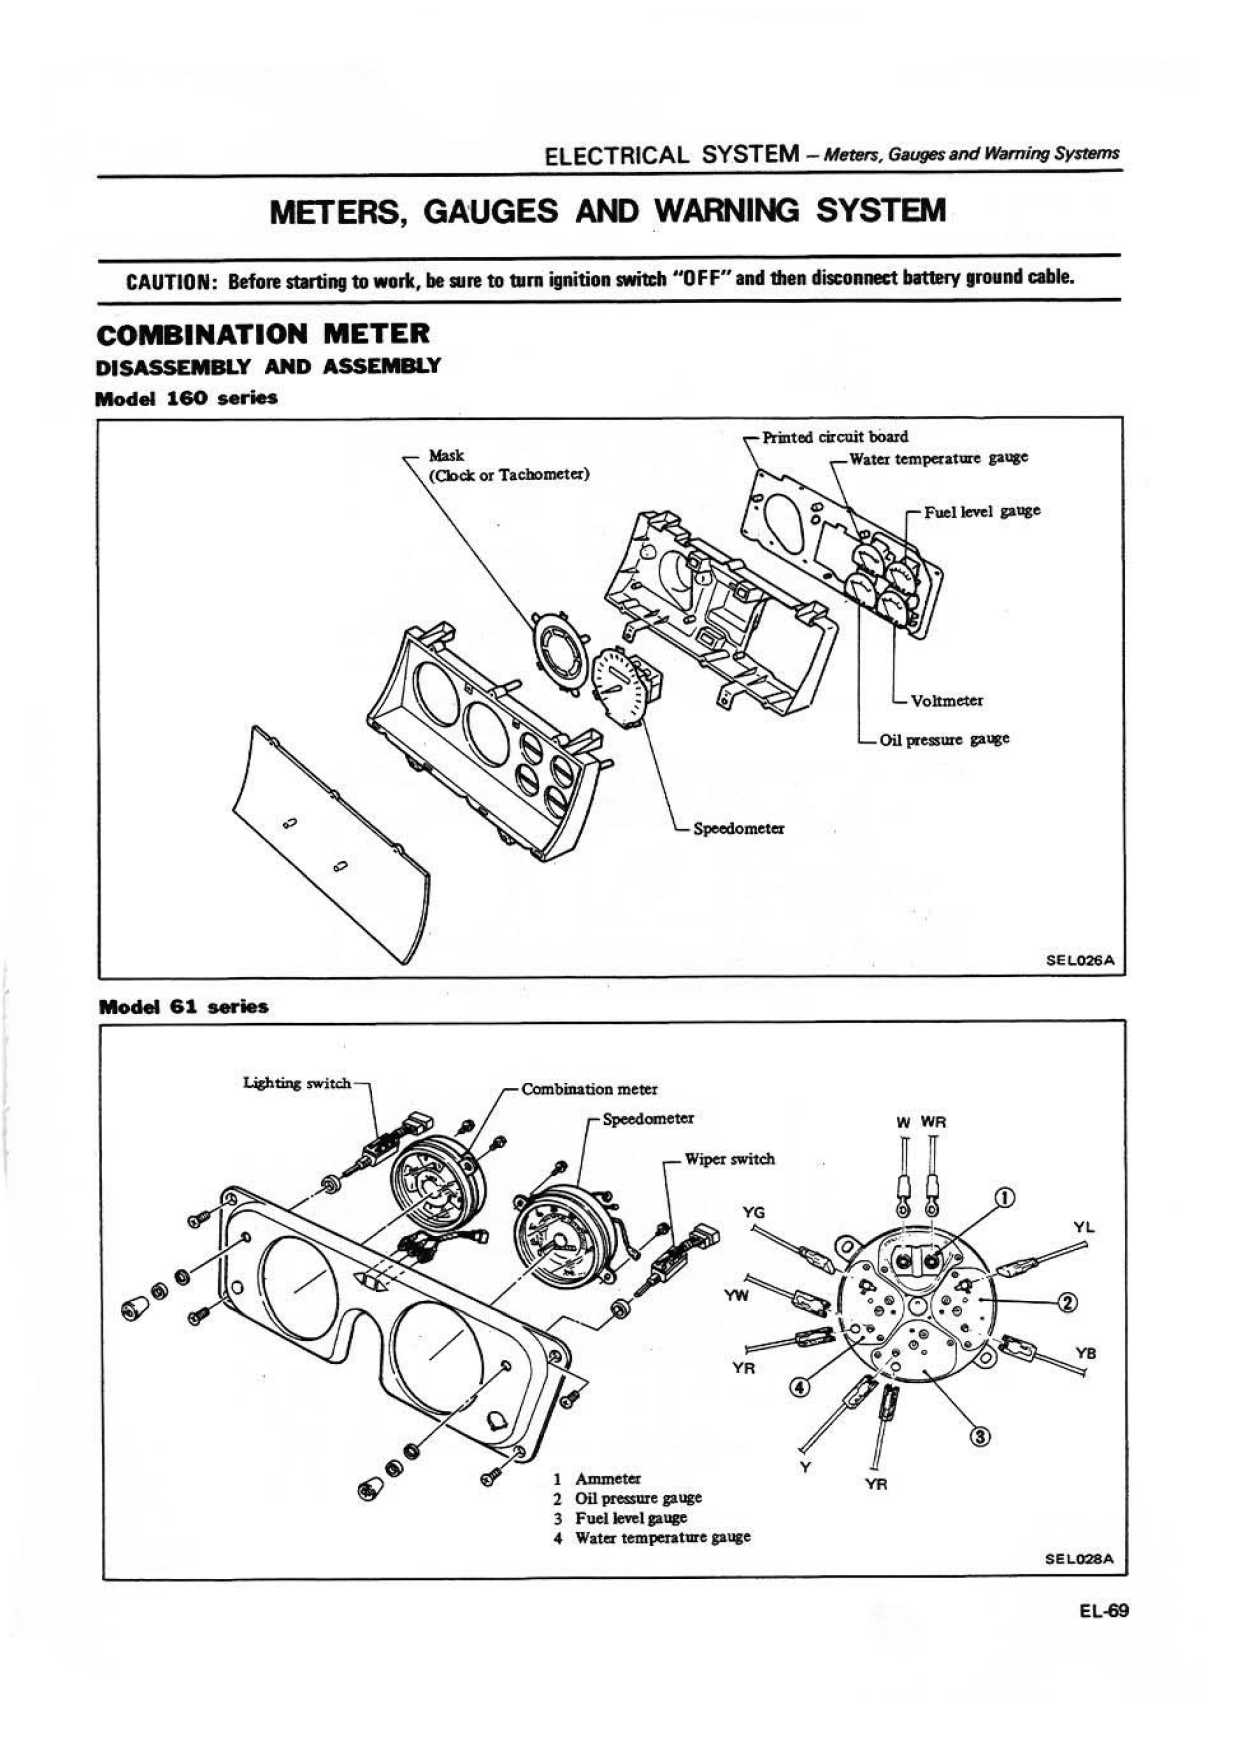 ELECTRICAL SYSTEM – Meters, Gauges and Warning Systems
METERS, GAUGES AND WARNING SYSTEM
CAUTION: Before starting to work, be sure to turn ignition switch "OFF" and then disconnect battery ground cable.
COMBINATION METER
DISASSEMBLY AND ASSEMBLY
Model 160 series
Printed circuit board
Mask
(Clock or Tachometer)
Water temperature gauge
Fuel level gauge
Voltmeter
Oil pressure gauge
Speedometer
SEL026A
Model 61 series
Lighting switch
Combination meter
Speedometer
Wiper switch
W WR
1
YG
YL
YW
2
YR
YB
4
3
Y
YR
1 Ammeter
2 Oil pressure gauge
3 Fuel level gauge
4 Water temperature gauge
SEL028A
EL-69